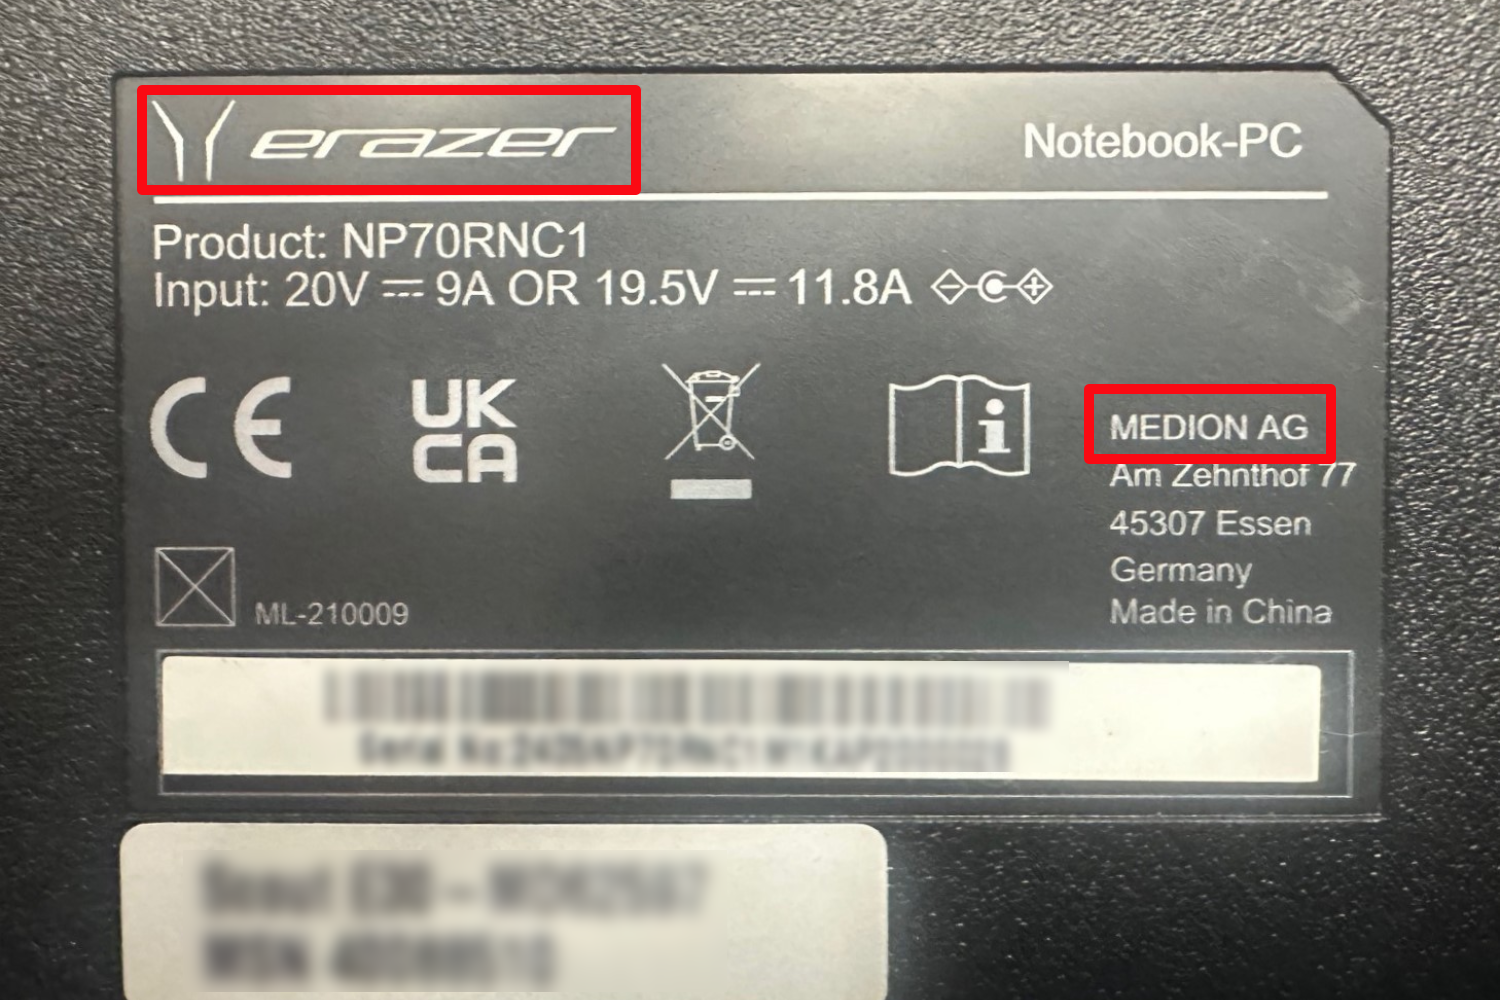 erazer
Notebook-PC
Product: NP70RNC1
Input: 20V ⎓ 9A OR 19.5V ⎓ 11.8A
CE
UK
CA
MEDION AG
Am Zehnthof 77
45307 Essen
Germany
Made in China
ML-210009